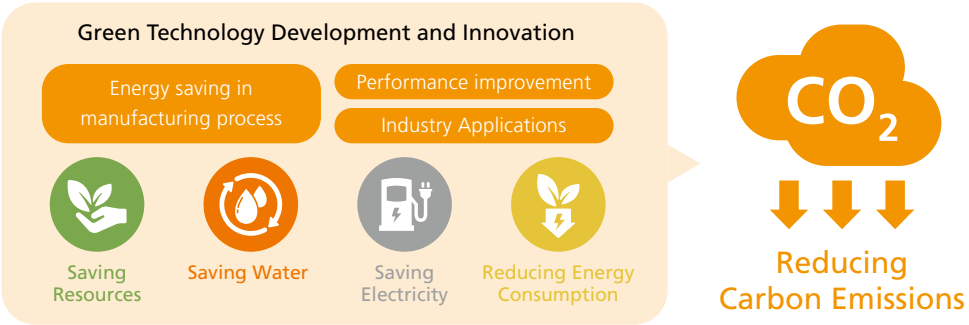 Green Technology Development and Innovation
Energy saving in
manufacturing process
Performance improvement
Industry Applications
Saving
Resources
Saving Water
Saving
Electricity
Reducing Energy
Consumption
CO₂
Reducing
Carbon Emissions